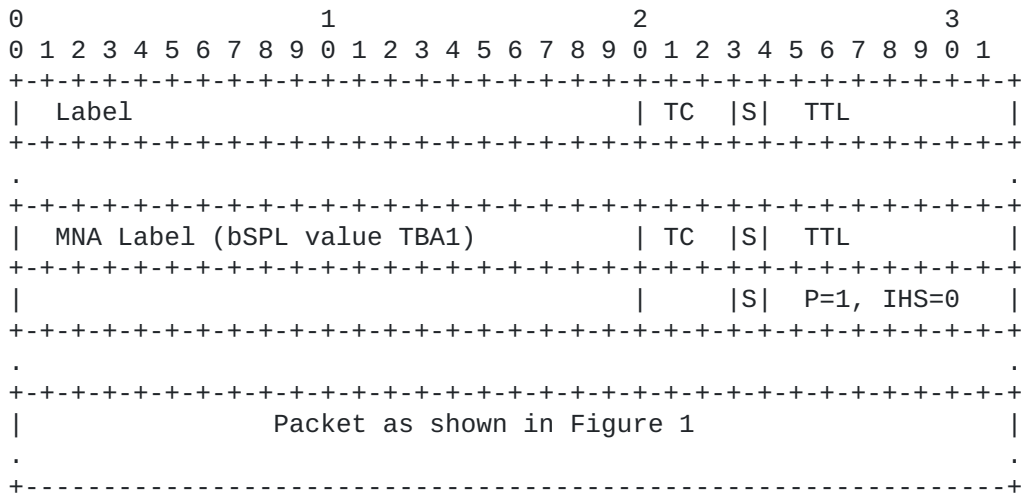 0                   1                   2                   3
0 1 2 3 4 5 6 7 8 9 0 1 2 3 4 5 6 7 8 9 0 1 2 3 4 5 6 7 8 9 0 1
+-+-+-+-+-+-+-+-+-+-+-+-+-+-+-+-+-+-+-+-+-+-+-+-+-+-+-+-+-+-+-+-+
|  Label                                | TC  |S|  TTL          |
+-+-+-+-+-+-+-+-+-+-+-+-+-+-+-+-+-+-+-+-+-+-+-+-+-+-+-+-+-+-+-+-+
.                                                               .
+-+-+-+-+-+-+-+-+-+-+-+-+-+-+-+-+-+-+-+-+-+-+-+-+-+-+-+-+-+-+-+-+
|  MNA Label (bSPL value TBA1)          | TC  |S|  TTL          |
+-+-+-+-+-+-+-+-+-+-+-+-+-+-+-+-+-+-+-+-+-+-+-+-+-+-+-+-+-+-+-+-+
|                                       |     |S|  P=1, IHS=0   |
+-+-+-+-+-+-+-+-+-+-+-+-+-+-+-+-+-+-+-+-+-+-+-+-+-+-+-+-+-+-+-+-+
.                                                               .
+-+-+-+-+-+-+-+-+-+-+-+-+-+-+-+-+-+-+-+-+-+-+-+-+-+-+-+-+-+-+-+-+
|                Packet as shown in Figure 1                    |
.                                                               .
+---------------------------------------------------------------+